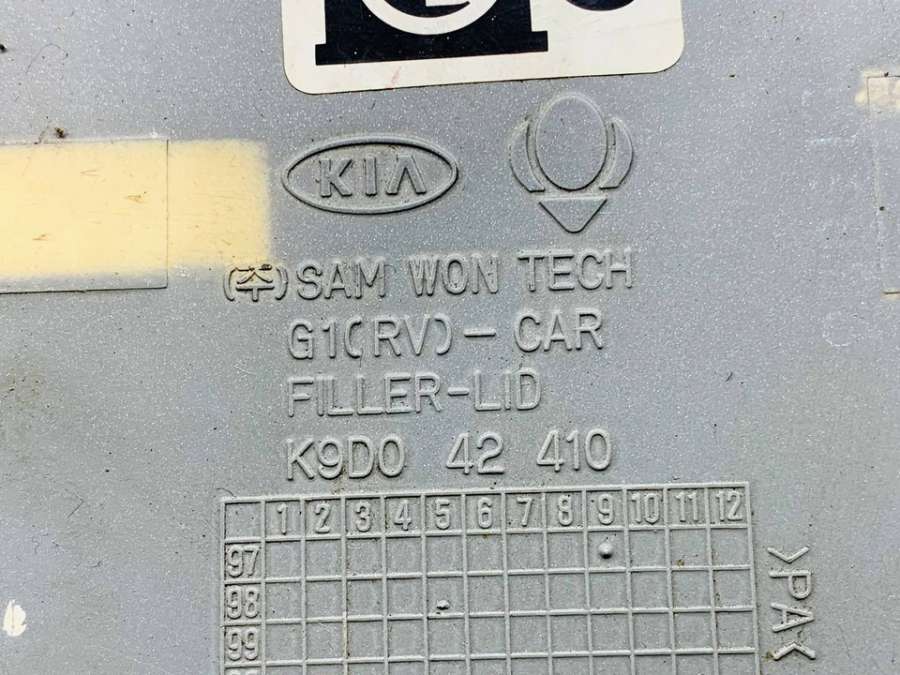 KIA
(주) SAM WON TECH
G1(RV) - CAR
FILLER-LID
K9D0 42 410
1 2 3 4 5 6 7 8 9 10 11 12
97
98
99
>PA<